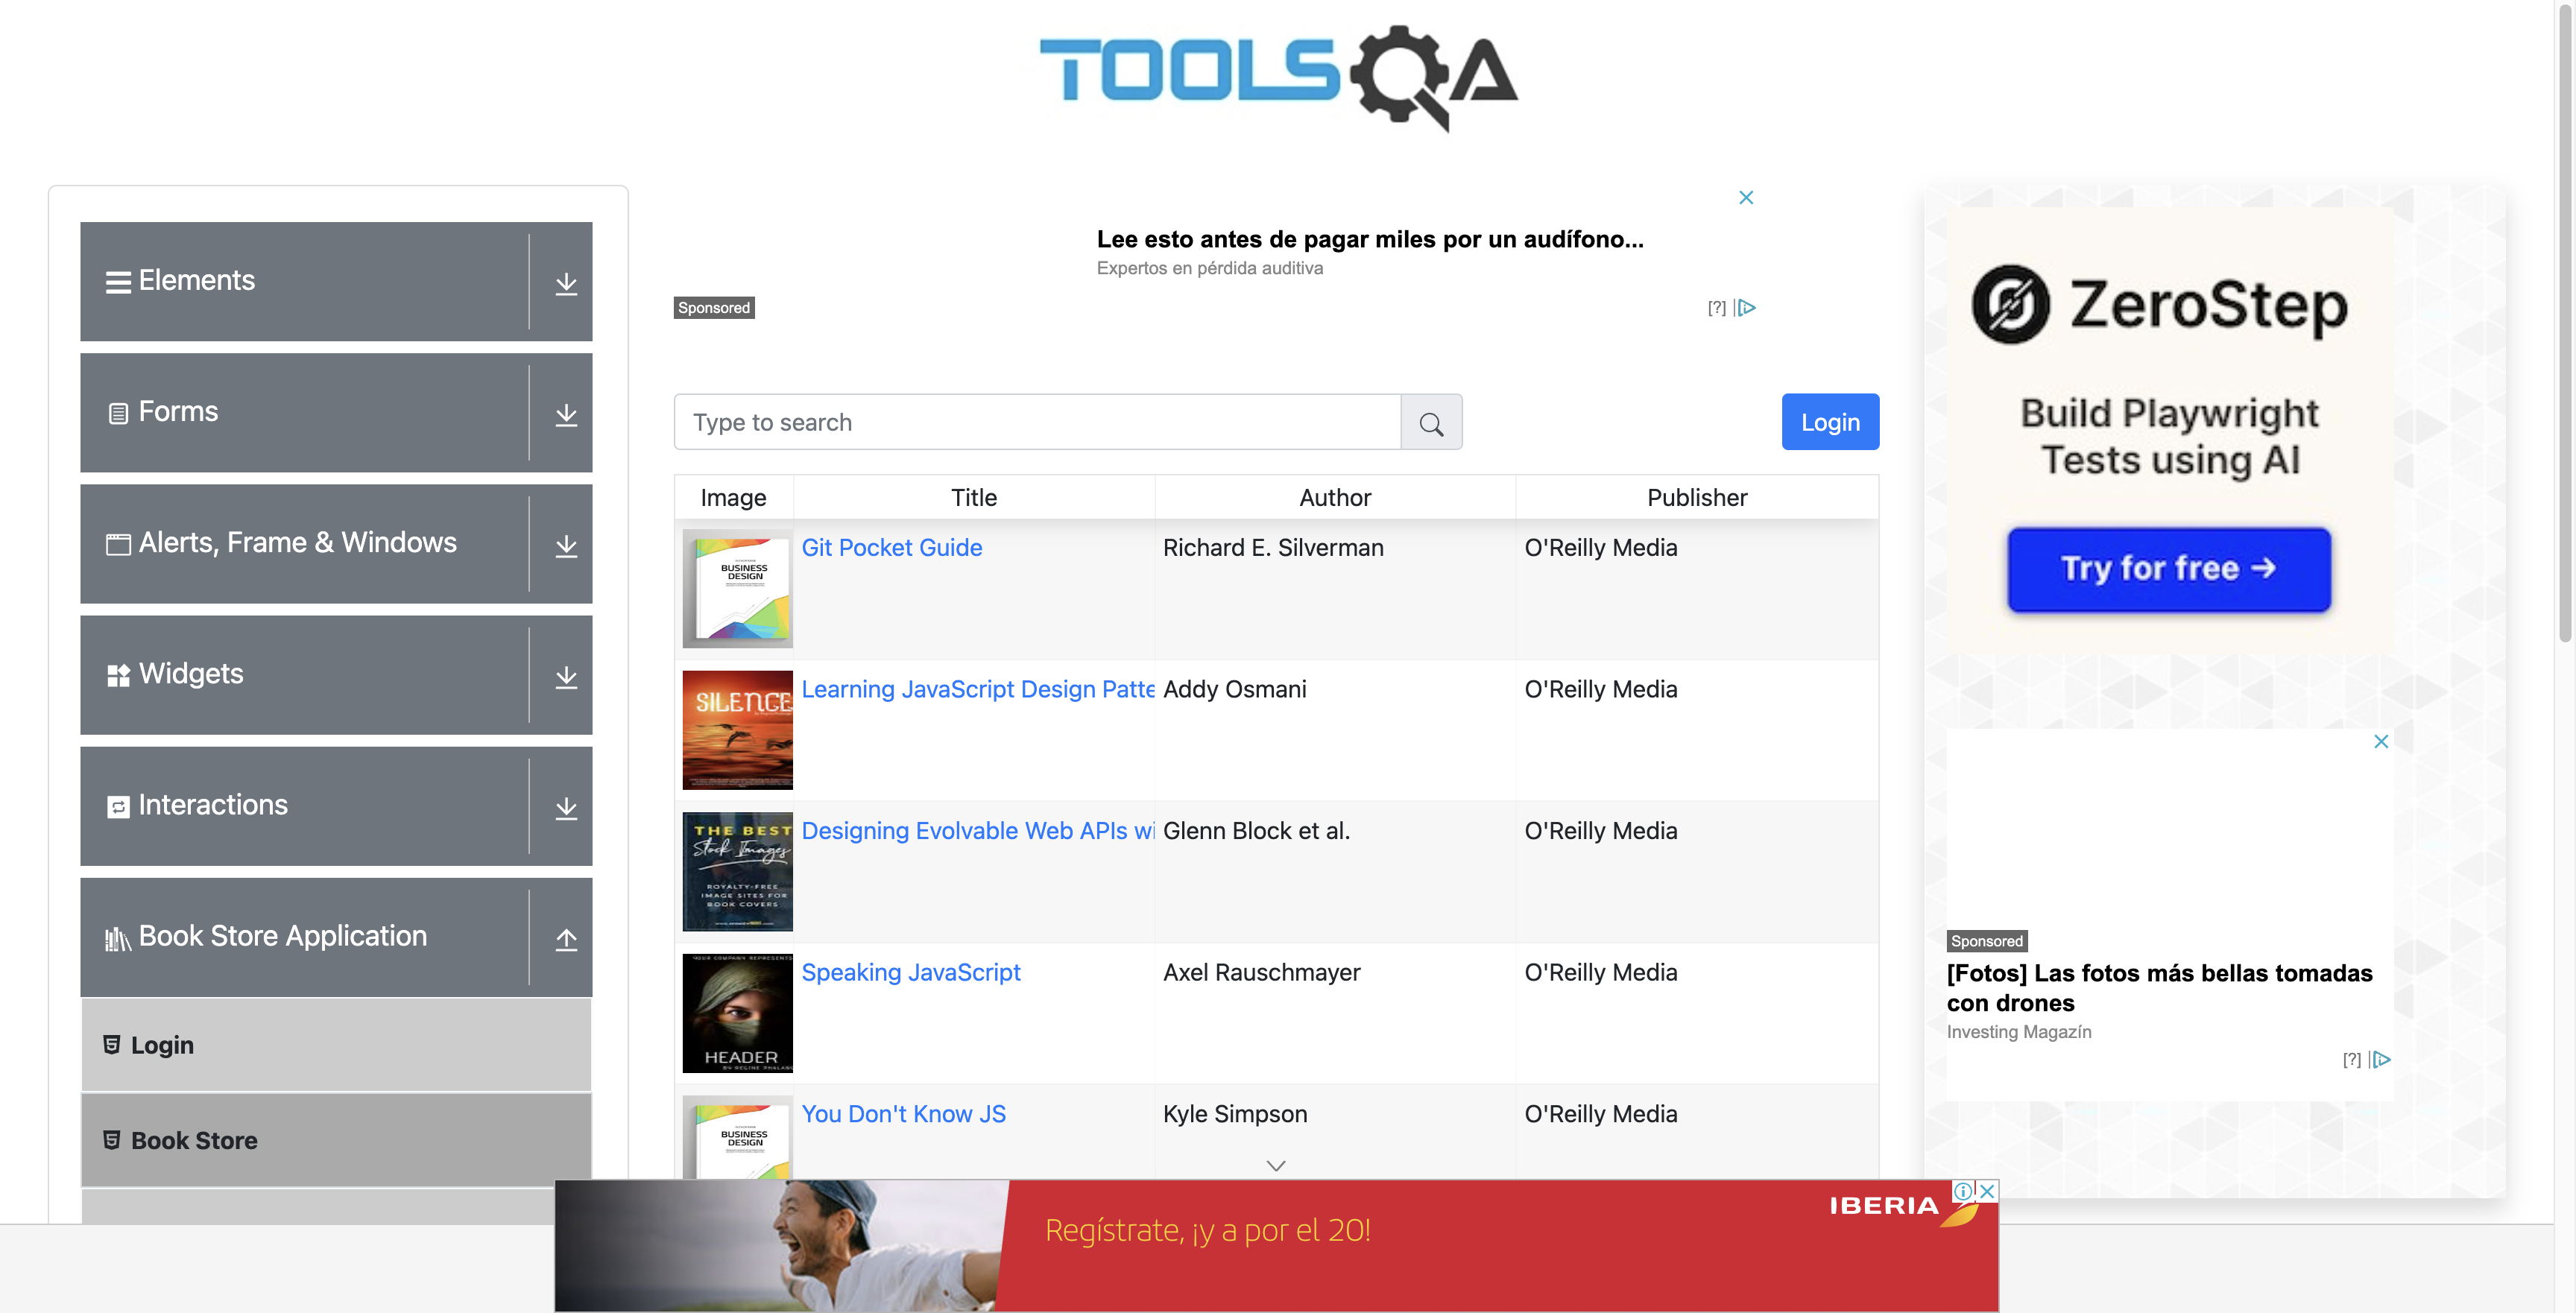 TOOLSQA
Elements
Forms
Alerts, Frame & Windows
Widgets
Interactions
Book Store Application
Login
Book Store
Lee esto antes de pagar miles por un audífono...
Expertos en pérdida auditiva
Sponsored
[?]
Type to search
Login
Image Title Author Publisher
BUSINESS
DESIGN
Git Pocket Guide Richard E. Silverman O'Reilly Media
SILENCE
Learning JavaScript Design Patte Addy Osmani O'Reilly Media
THE BEST
Stock Images
ROYALTY-FREE
IMAGE SITES FOR
BOOK COVERS
Designing Evolvable Web APIs wi Glenn Block et al. O'Reilly Media
YOUR COMPANY REPRESENTS
HEADER
Speaking JavaScript Axel Rauschmayer O'Reilly Media
BUSINESS
DESIGN
You Don't Know JS Kyle Simpson O'Reilly Media
ZeroStep
Build Playwright
Tests using AI
Try for free →
Sponsored
[Fotos] Las fotos más bellas tomadas
con drones
Investing Magazín
[?]
Regístrate, ¡y a por el 20!
IBERIA